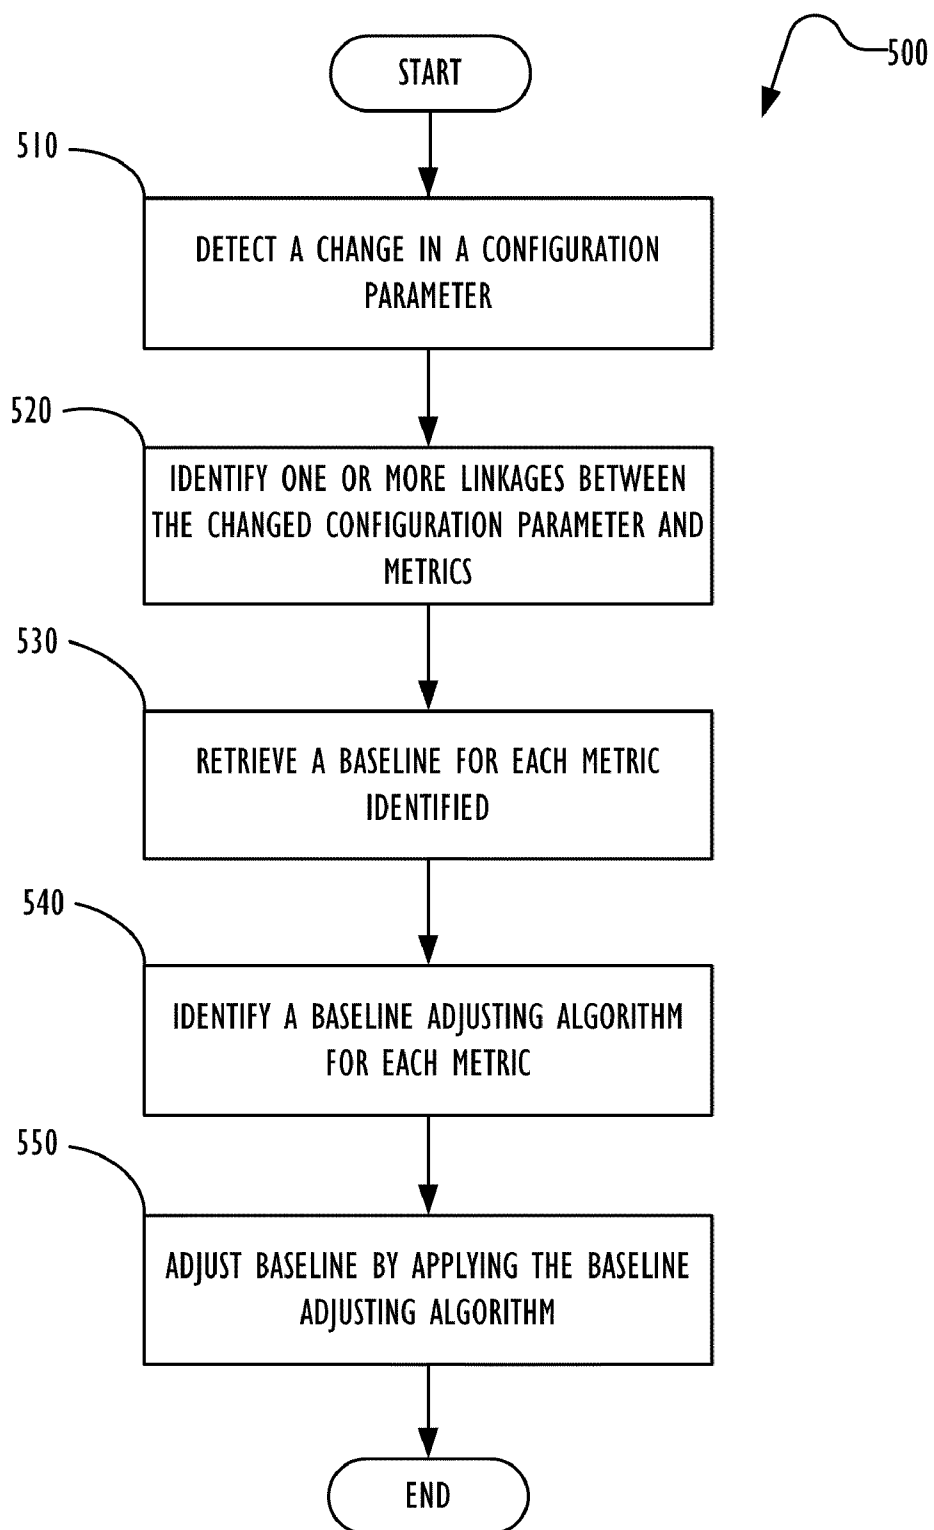 START
500
510
DETECT A CHANGE IN A CONFIGURATION
PARAMETER
520
IDENTIFY ONE OR MORE LINKAGES BETWEEN
THE CHANGED CONFIGURATION PARAMETER AND
METRICS
530
RETRIEVE A BASELINE FOR EACH METRIC
IDENTIFIED
540
IDENTIFY A BASELINE ADJUSTING ALGORITHM
FOR EACH METRIC
550
ADJUST BASELINE BY APPLYING THE BASELINE
ADJUSTING ALGORITHM
END